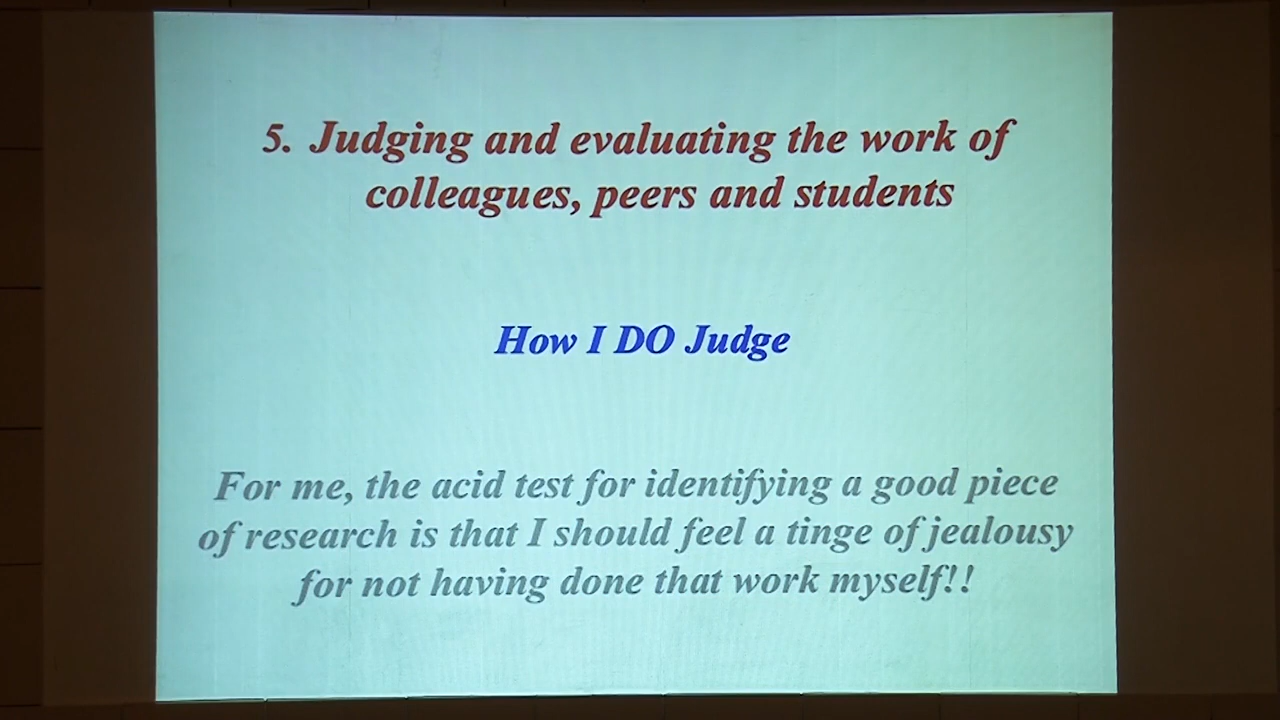 5. Judging and evaluating the work of
colleagues, peers and students
How I DO Judge
For me, the acid test for identifying a good piece
of research is that I should feel a tinge of jealousy
for not having done that work myself!!